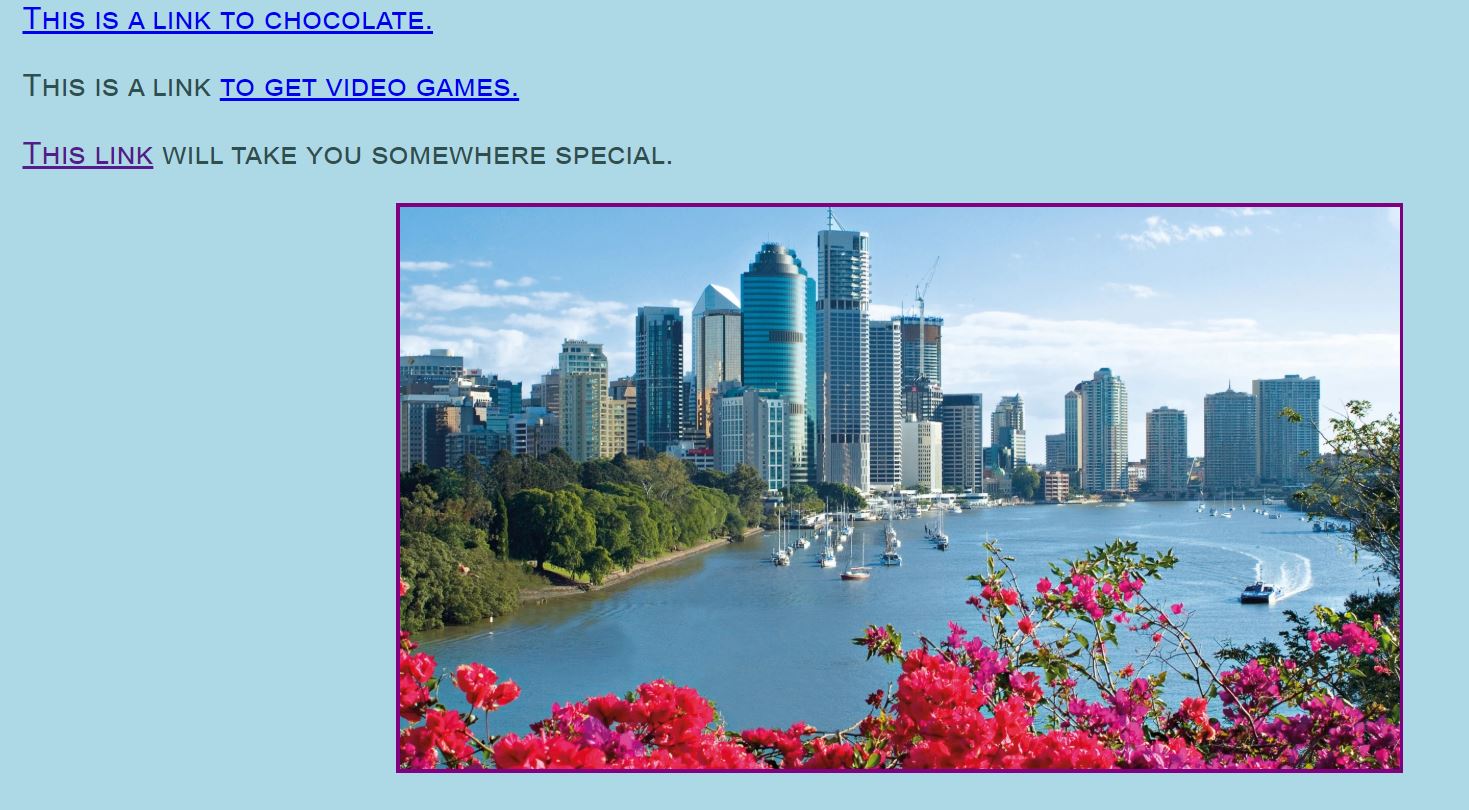 This is a link to chocolate.
This is a link to get video games.
This link will take you somewhere special.